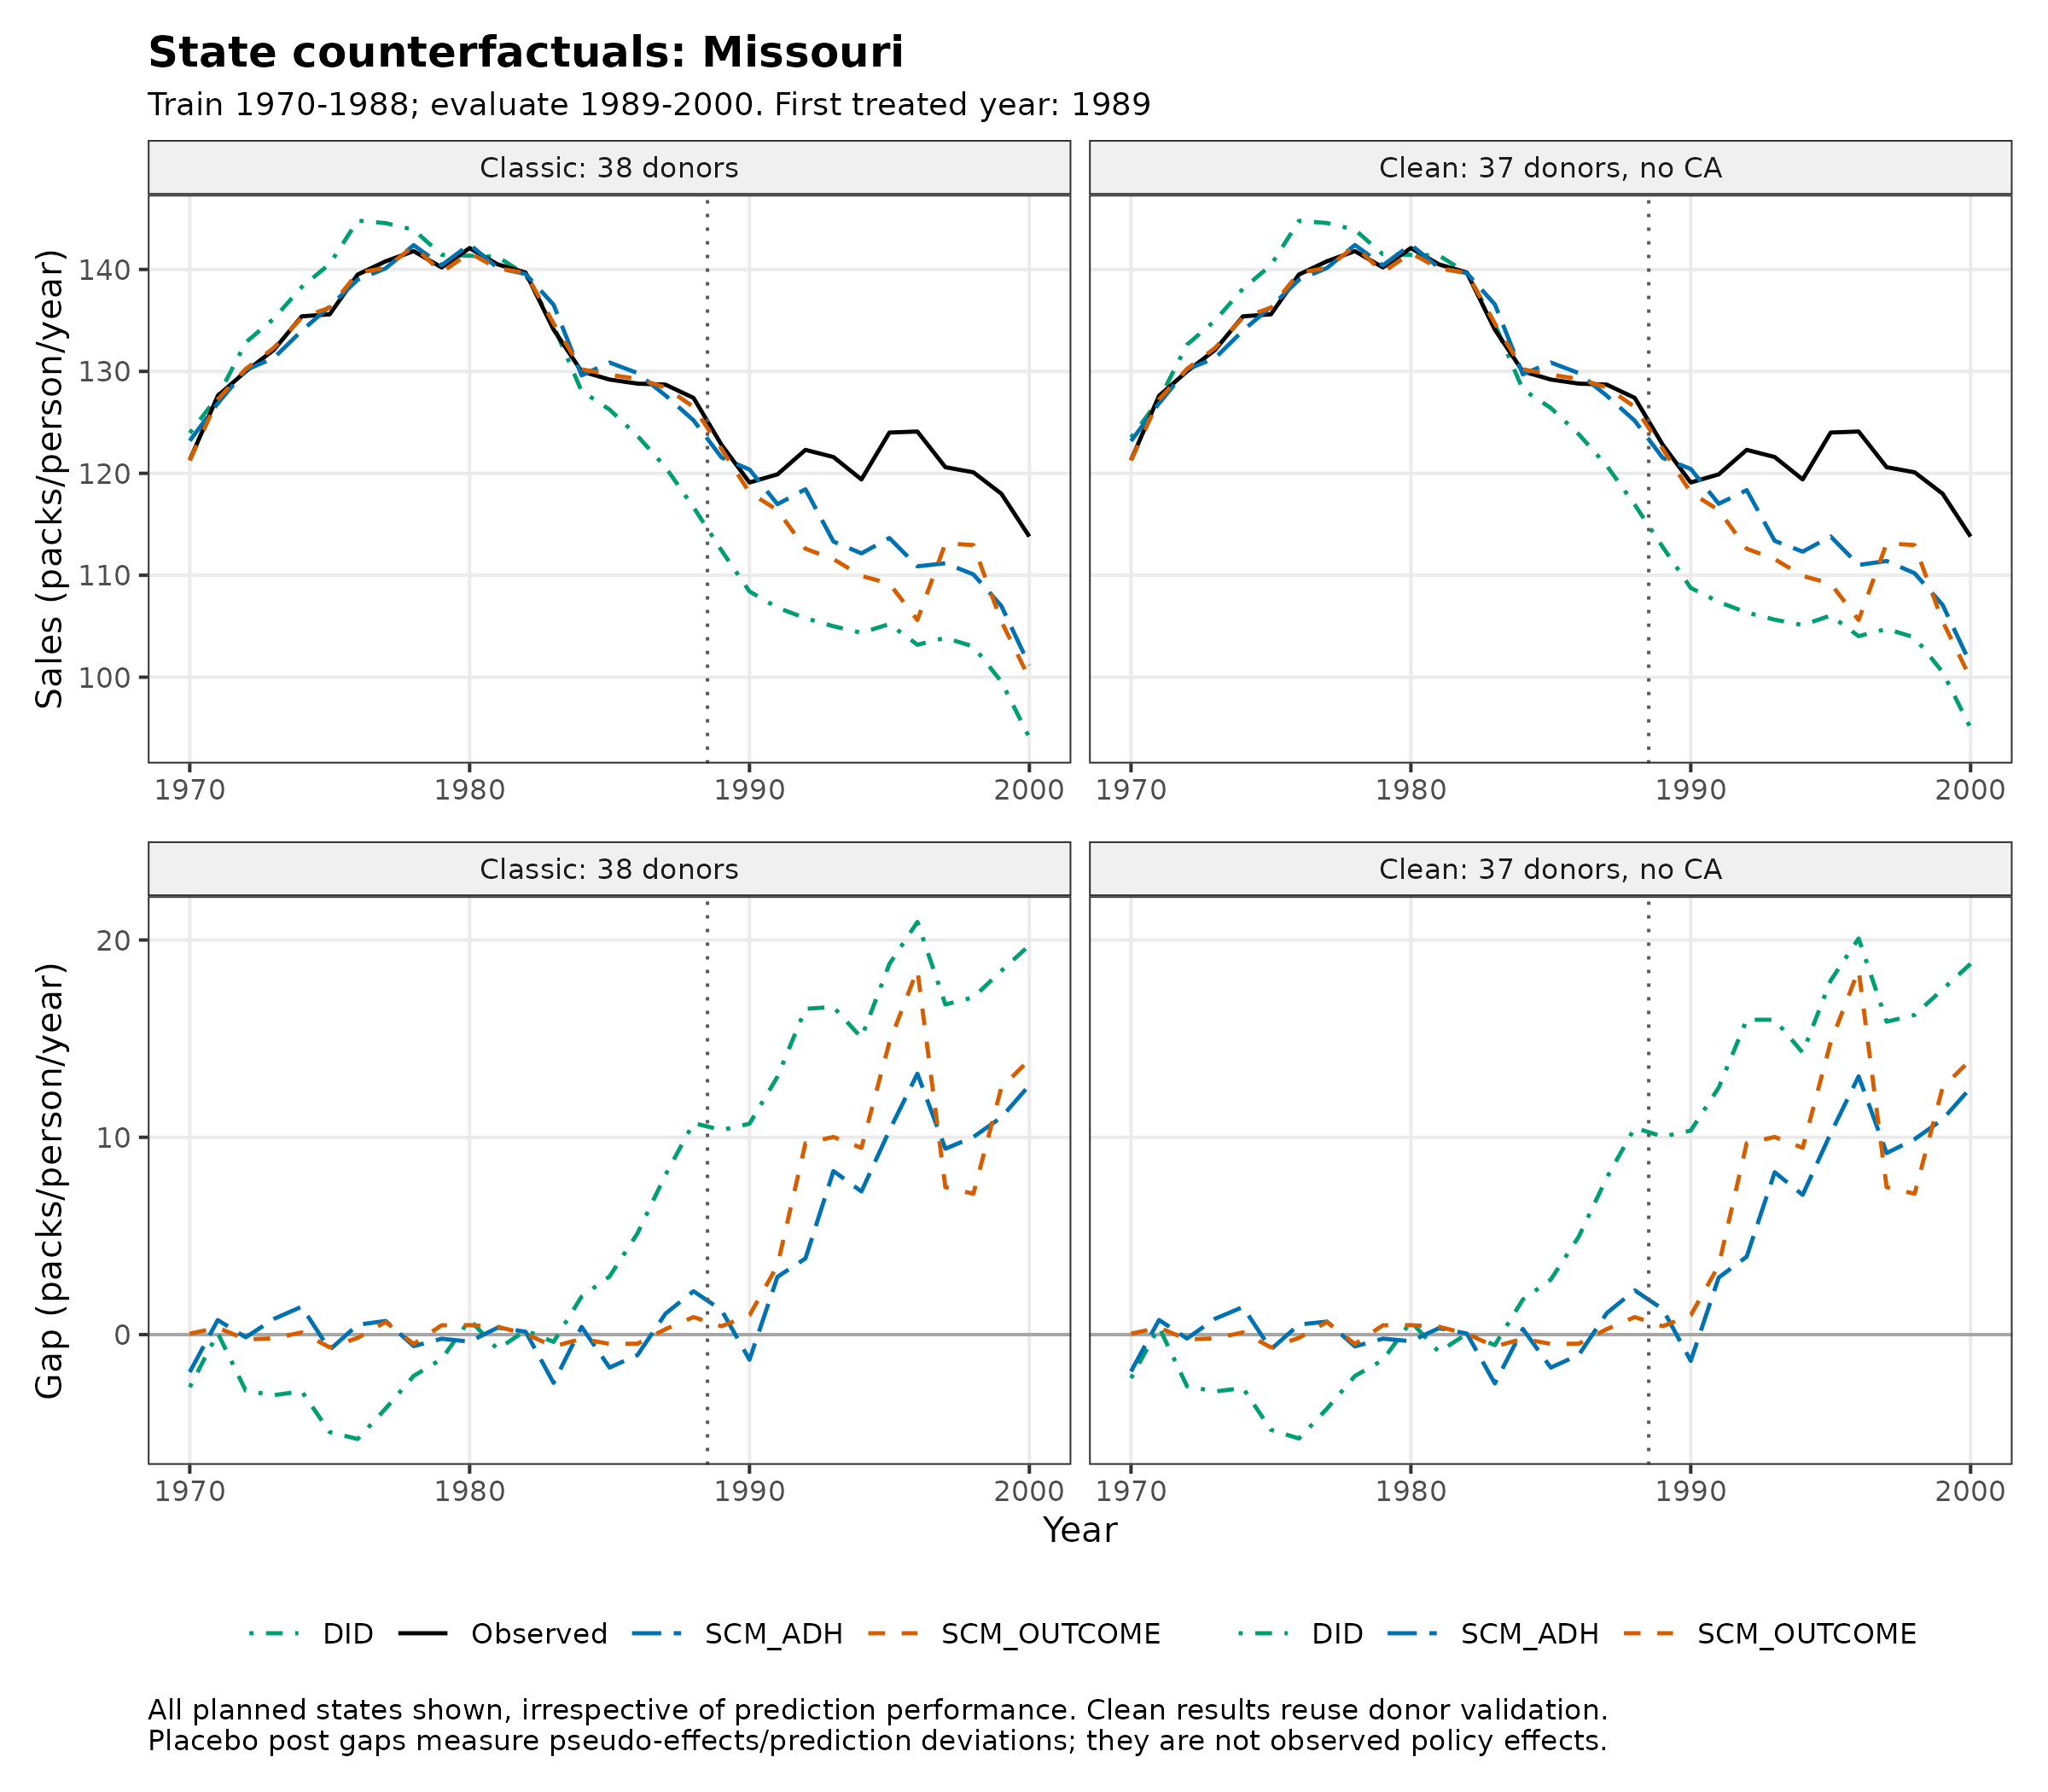 State counterfactuals: Missouri
Train 1970-1988; evaluate 1989-2000. First treated year: 1989
Classic: 38 donors
Clean: 37 donors, no CA
Sales (packs/person/year)
140
130
120
110
100
1970 1980 1990 2000
1970 1980 1990 2000
Classic: 38 donors
Clean: 37 donors, no CA
Gap (packs/person/year)
20
10
0
1970 1980 1990 2000
1970 1980 1990 2000
Year
DID Observed SCM_ADH SCM_OUTCOME
DID SCM_ADH SCM_OUTCOME
All planned states shown, irrespective of prediction performance. Clean results reuse donor validation.
Placebo post gaps measure pseudo-effects/prediction deviations; they are not observed policy effects.